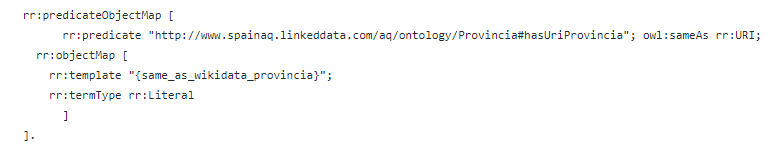 rr:predicateObjectMap [
rr:predicate "http://www.spainaq.linkeddata.com/aq/ontology/Provincia#hasUriProvincia"; owl:sameAs rr:URI;
rr:objectMap [
rr:template "{same_as_wikidata_provincia}";
rr:termType rr:Literal
]
].